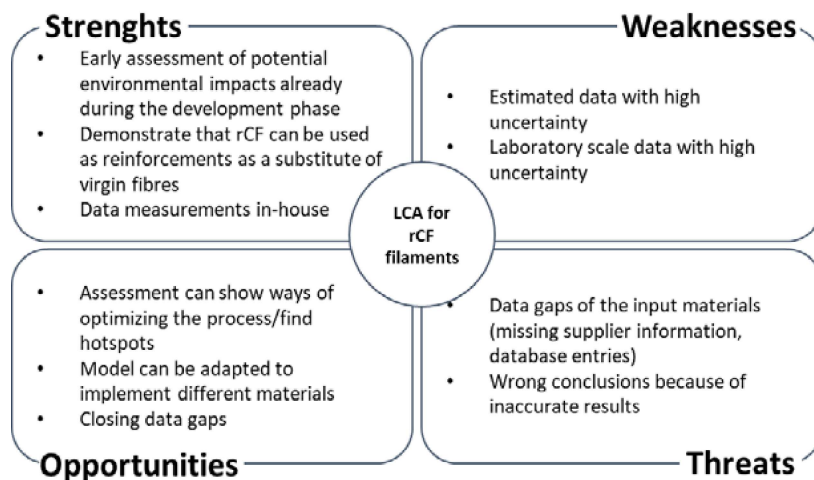 Strenghts
• Early assessment of potential
environmental impacts already
during the development phase
• Demonstrate that rCF can be used
as reinforcements as a substitute of
virgin fibres
• Data measurements in-house
Weaknesses
• Estimated data with high
uncertainty
• Laboratory scale data with high
uncertainty
LCA for
rCF
filaments
• Assessment can show ways of
optimizing the process/find
hotspots
• Model can be adapted to
implement different materials
• Closing data gaps
Opportunities
• Data gaps of the input materials
(missing supplier information,
database entries)
• Wrong conclusions because of
inaccurate results
Threats